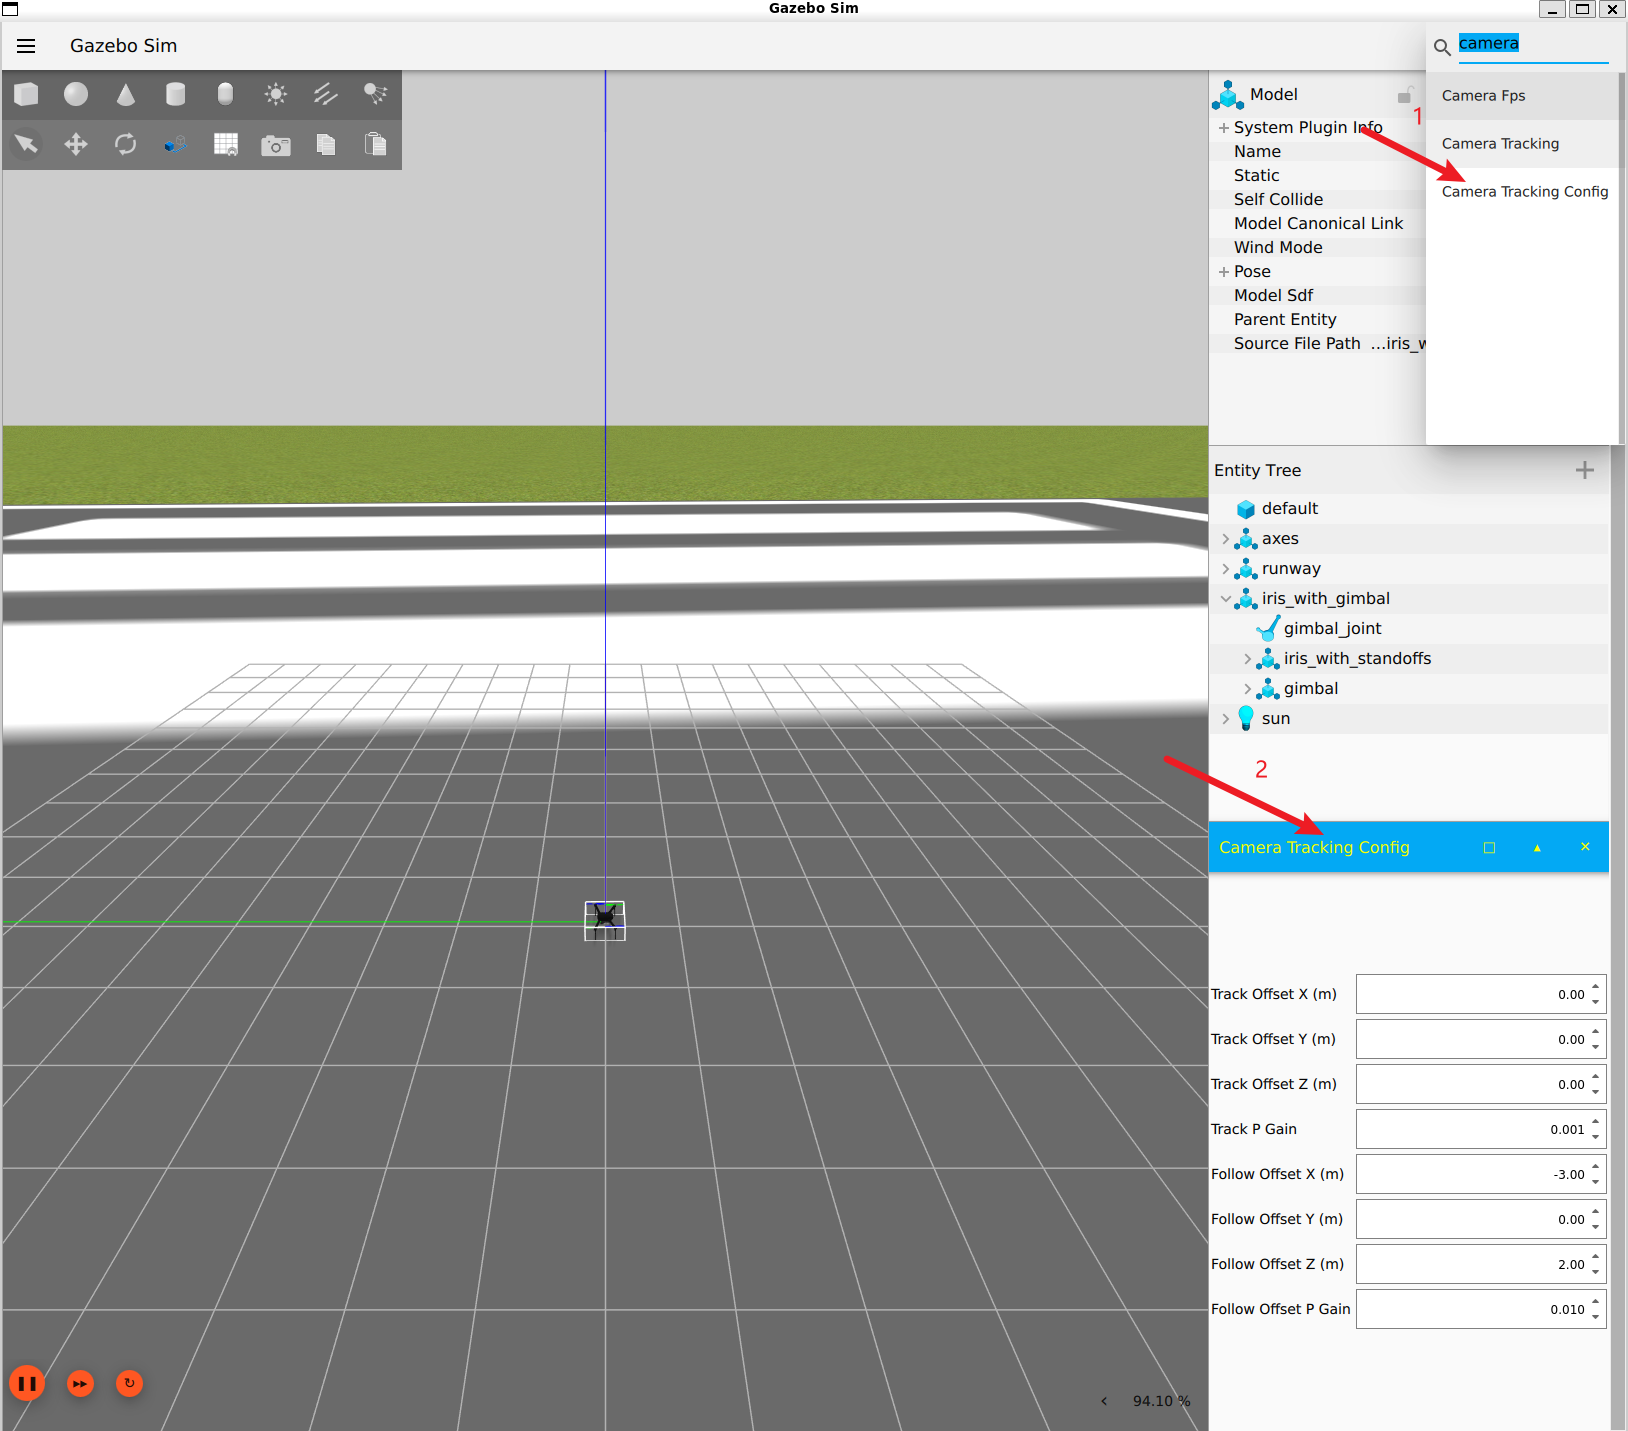 Gazebo Sim
Gazebo Sim
camera
Camera Fps
Camera Tracking
Camera Tracking Config
1
Model
System Plugin Info
Name
Static
Self Collide
Model Canonical Link
Wind Mode
Pose
Model Sdf
Parent Entity
Source File Path ...iris_w
Entity Tree
default
axes
runway
iris_with_gimbal
gimbal_joint
iris_with_standoffs
gimbal
sun
2
Camera Tracking Config
Track Offset X (m) 0.00
Track Offset Y (m) 0.00
Track Offset Z (m) 0.00
Track P Gain 0.001
Follow Offset X (m) -3.00
Follow Offset Y (m) 0.00
Follow Offset Z (m) 2.00
Follow Offset P Gain 0.010
94.10 %